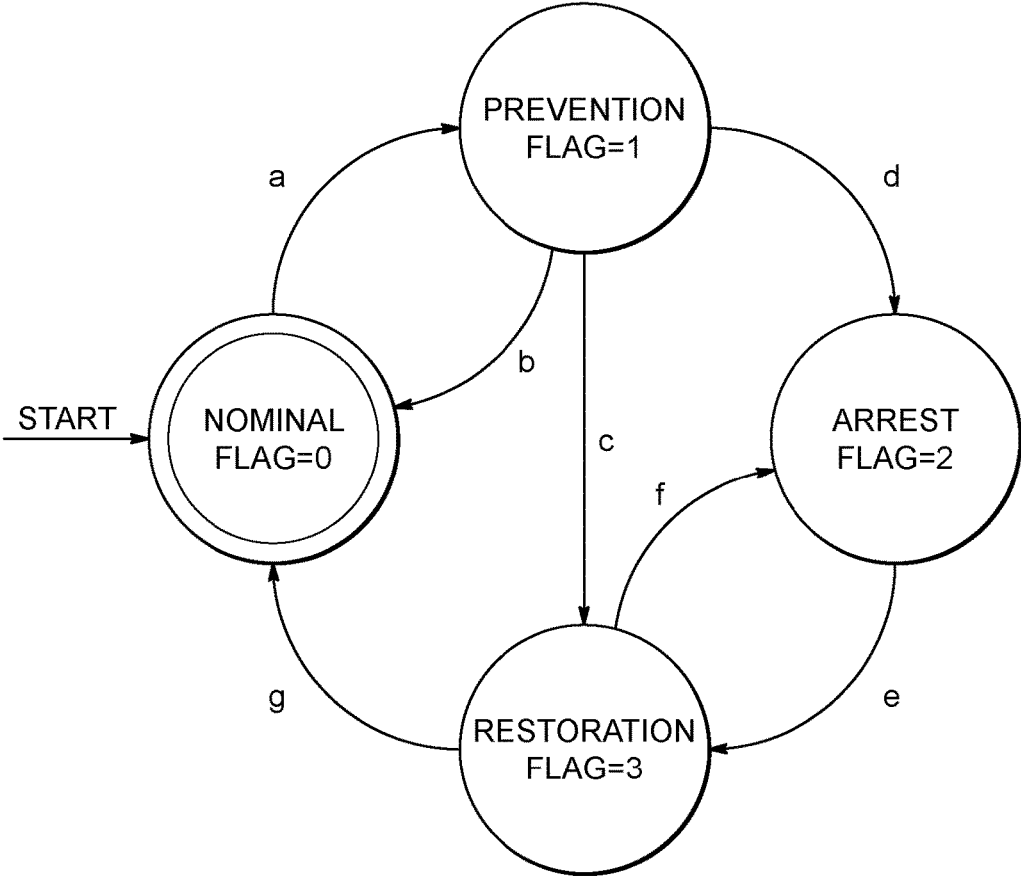 PREVENTION
FLAG=1
a
d
b
START
NOMINAL
FLAG=0
c
ARREST
FLAG=2
f
g
e
RESTORATION
FLAG=3